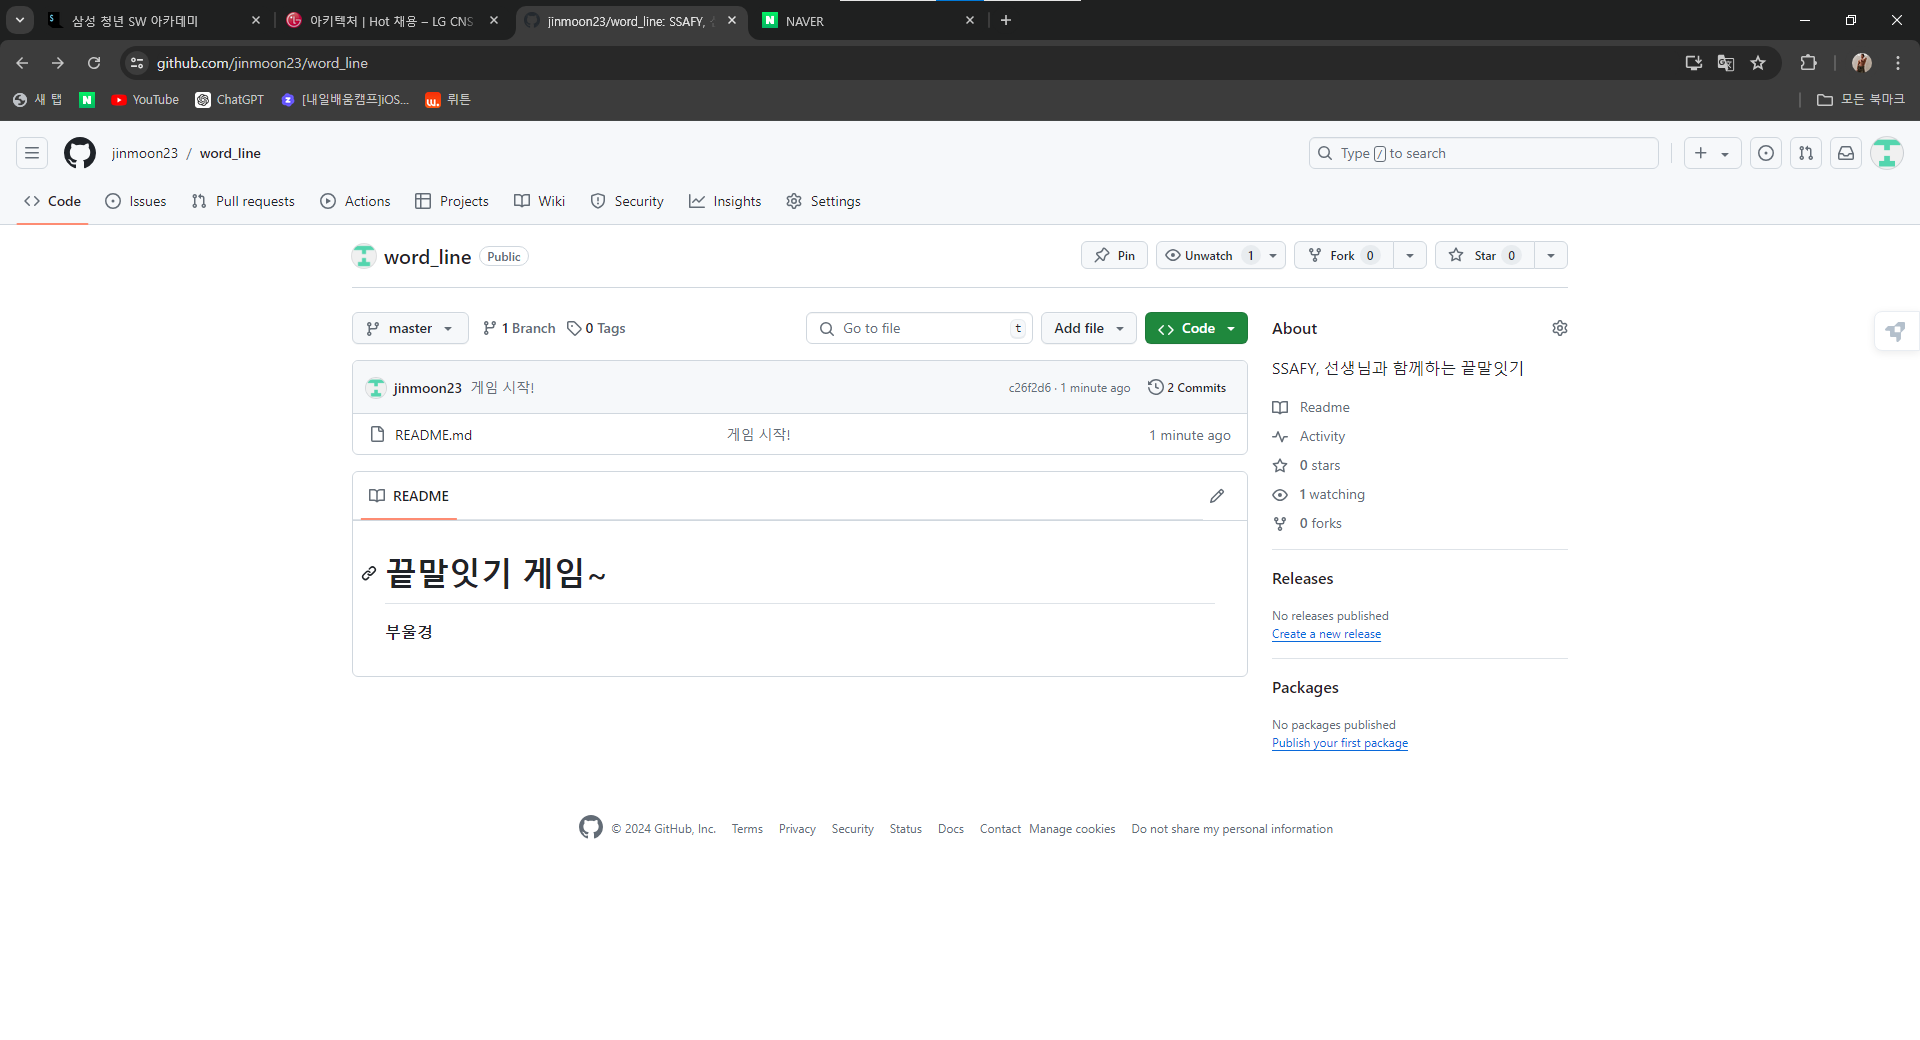 삼성 청년 SW 아카데미
아키텍처 | Hot 채용 – LG CNS
jinmoon23/word_line: SSAFY,
NAVER
github.com/jinmoon23/word_line
새 탭
YouTube
ChatGPT
[내일배움캠프]iOS...
뤼튼
모든 북마크
jinmoon23 / word_line
Type / to search
Code
Issues
Pull requests
Actions
Projects
Wiki
Security
Insights
Settings
word_line Public
Pin
Unwatch 1
Fork 0
Star 0
master
1 Branch
0 Tags
Go to file t
Add file
Code
About
SSAFY, 선생님과 함께하는 끝말잇기
jinmoon23 게임 시작!
c26f2d6 · 1 minute ago
2 Commits
README.md
게임 시작!
1 minute ago
Readme
Activity
0 stars
1 watching
0 forks
README
끝말잇기 게임~
부울경
Releases
No releases published
Create a new release
Packages
No packages published
Publish your first package
© 2024 GitHub, Inc. Terms Privacy Security Status Docs Contact Manage cookies Do not share my personal information